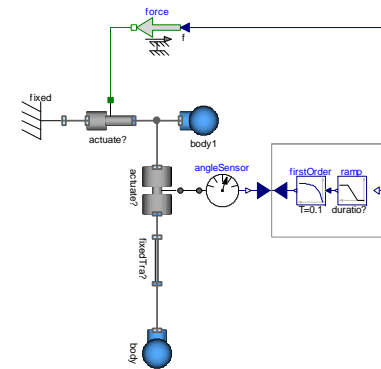 force
f
fixed
actuate?
body1
actuate?
angleSensor
firstOrder
ramp
T=0.1
duratio?
fixedTra?
body